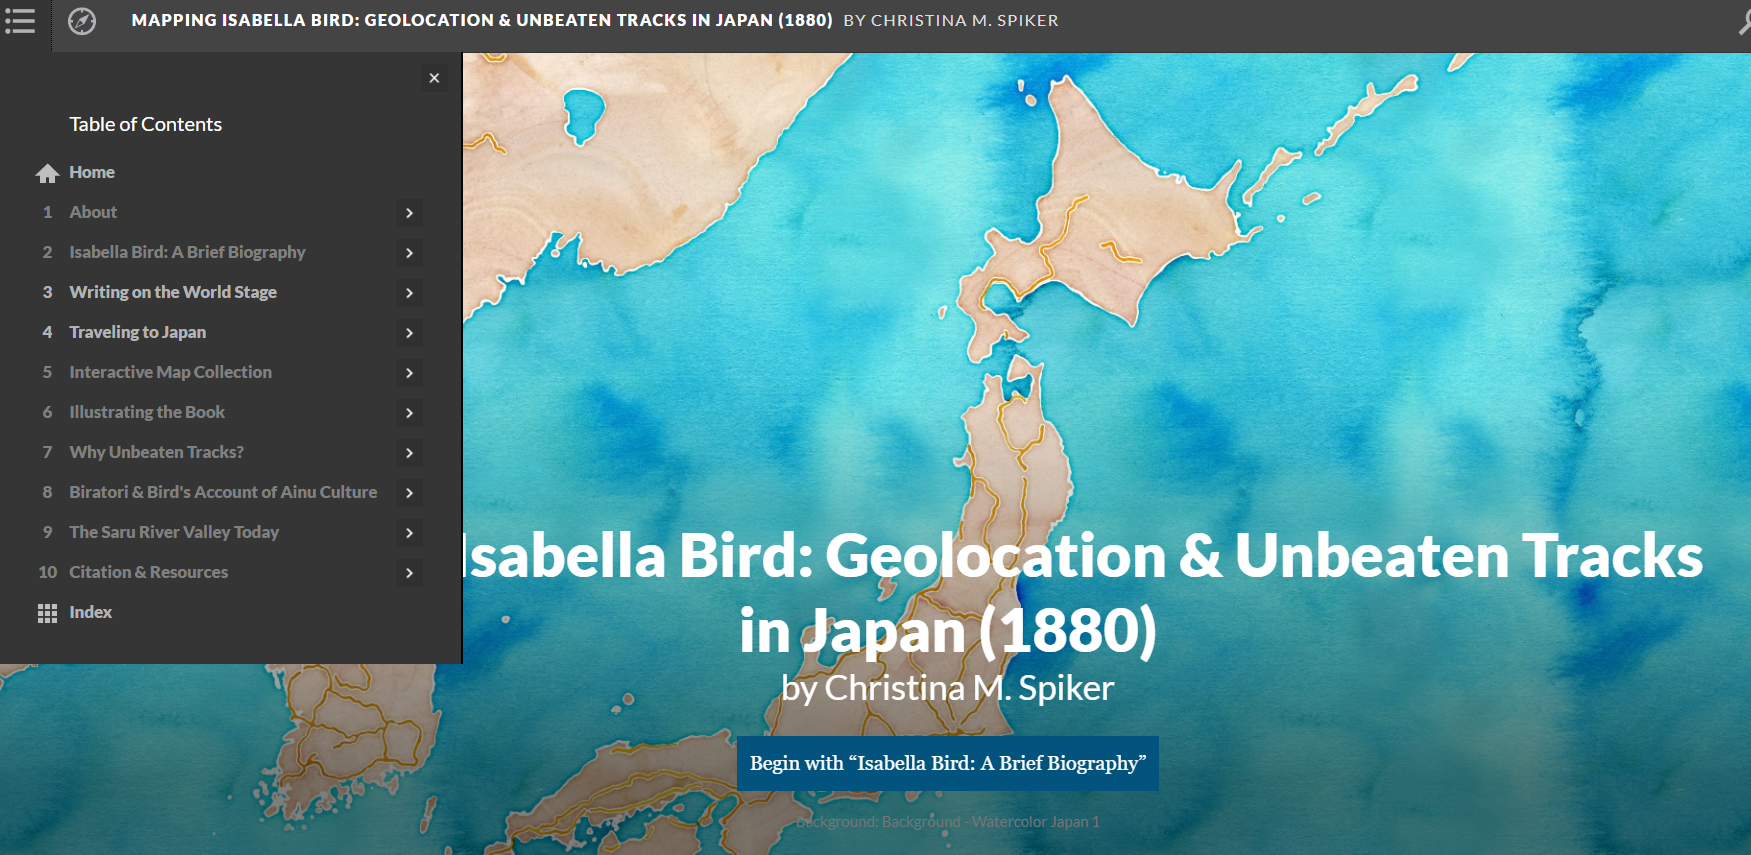 MAPPING ISABELLA BIRD: GEOLOCATION & UNBEATEN TRACKS IN JAPAN (1880) BY CHRISTINA M. SPIKER
Table of Contents
Home
1 About
2 Isabella Bird: A Brief Biography
3 Writing on the World Stage
4 Traveling to Japan
5 Interactive Map Collection
6 Illustrating the Book
7 Why Unbeaten Tracks?
8 Biratori & Bird's Account of Ainu Culture
9 The Saru River Valley Today
10 Citation & Resources
Index
Isabella Bird: Geolocation & Unbeaten Tracks
in Japan (1880)
by Christina M. Spiker
Begin with “Isabella Bird: A Brief Biography”
Background: Background - Watercolor Japan 1